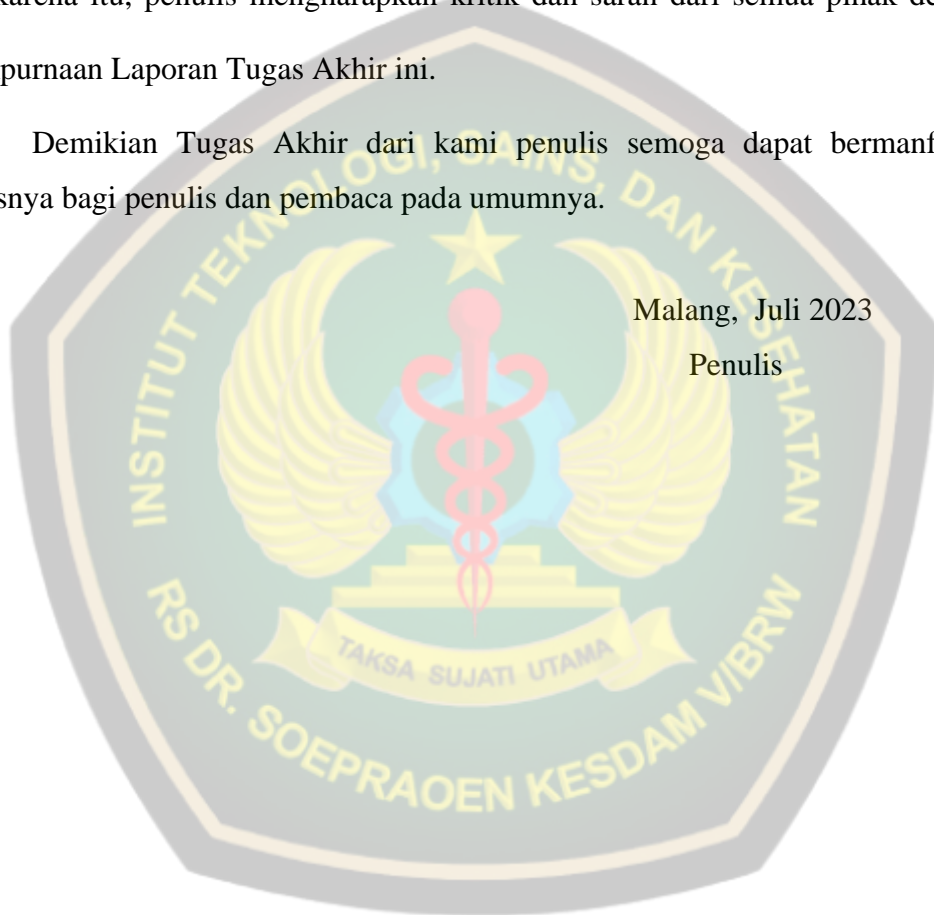 karena itu, penulis mengharapkan kritik dan saran dari semua pihak de
purnaan Laporan Tugas Akhir ini.
Demikian Tugas Akhir dari kami penulis semoga dapat bermanf
snya bagi penulis dan pembaca pada umumnya.
Malang, Juli 2023
Penulis
INSTITUT TEKNOLOGI, SAINS, DAN KESEHATAN
TAKSA SUJATI UTAMA
RS DR. SOEPRAOEN KESDAM V/BRW